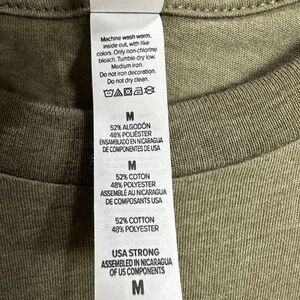 Machine wash warm,
inside out, with like
colors. Only non-chlorine
bleach. Tumble dry low.
Medium iron.
Do not iron decoration.
Do not dry clean.
M
52% ALGODÓN
48% POLIÉSTER
ENSAMBLADO EN NICARAGUA
DE COMPONENTES DE USA
M
52% COTON
48% POLYESTER
ASSEMBLÉ AU NICARAGUA
DE COMPOSANTS USA
52% COTTON
48% POLYESTER
USA STRONG
ASSEMBLED IN NICARAGUA
OF US COMPONENTS
M